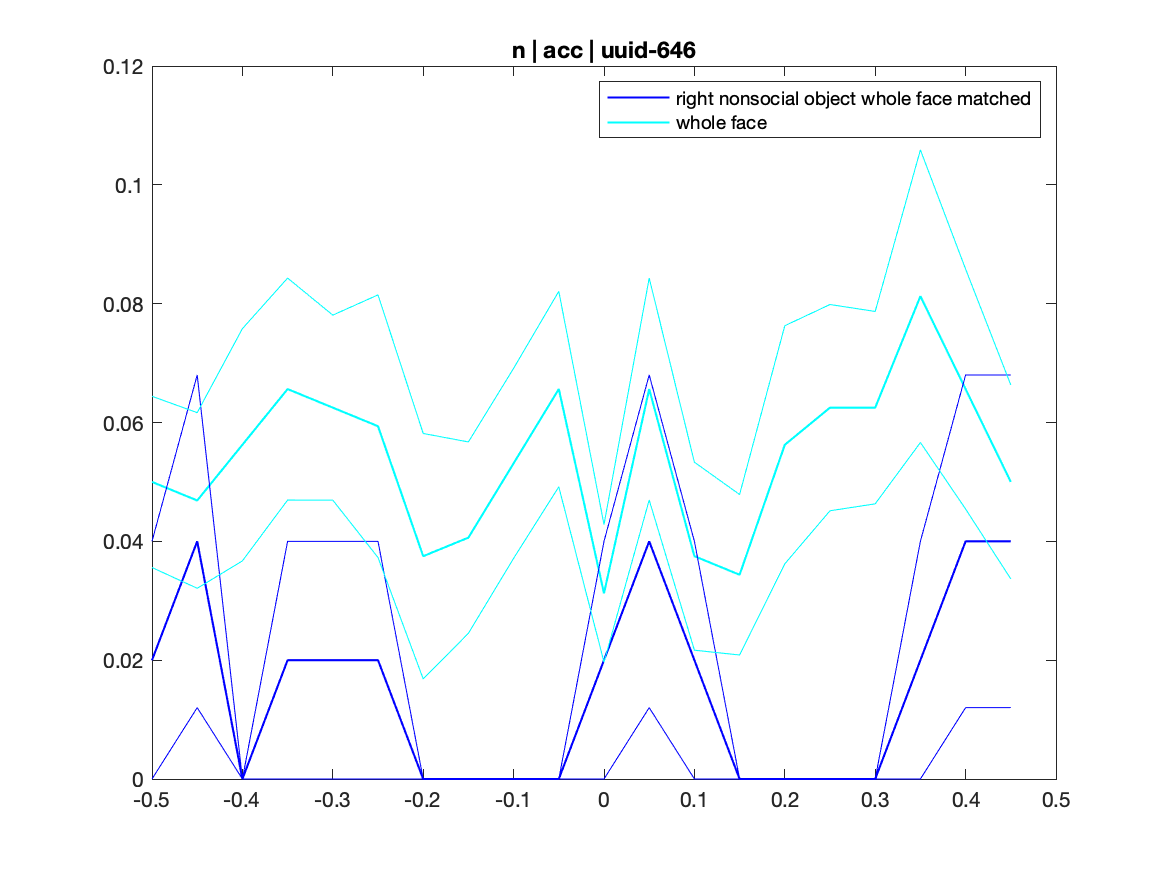 n | acc | uuid-646
0.12
0.1
0.08
0.06
0.04
0.02
0
right nonsocial object whole face matched
whole face
-0.5 -0.4 -0.3 -0.2 -0.1 0 0.1 0.2 0.3 0.4 0.5